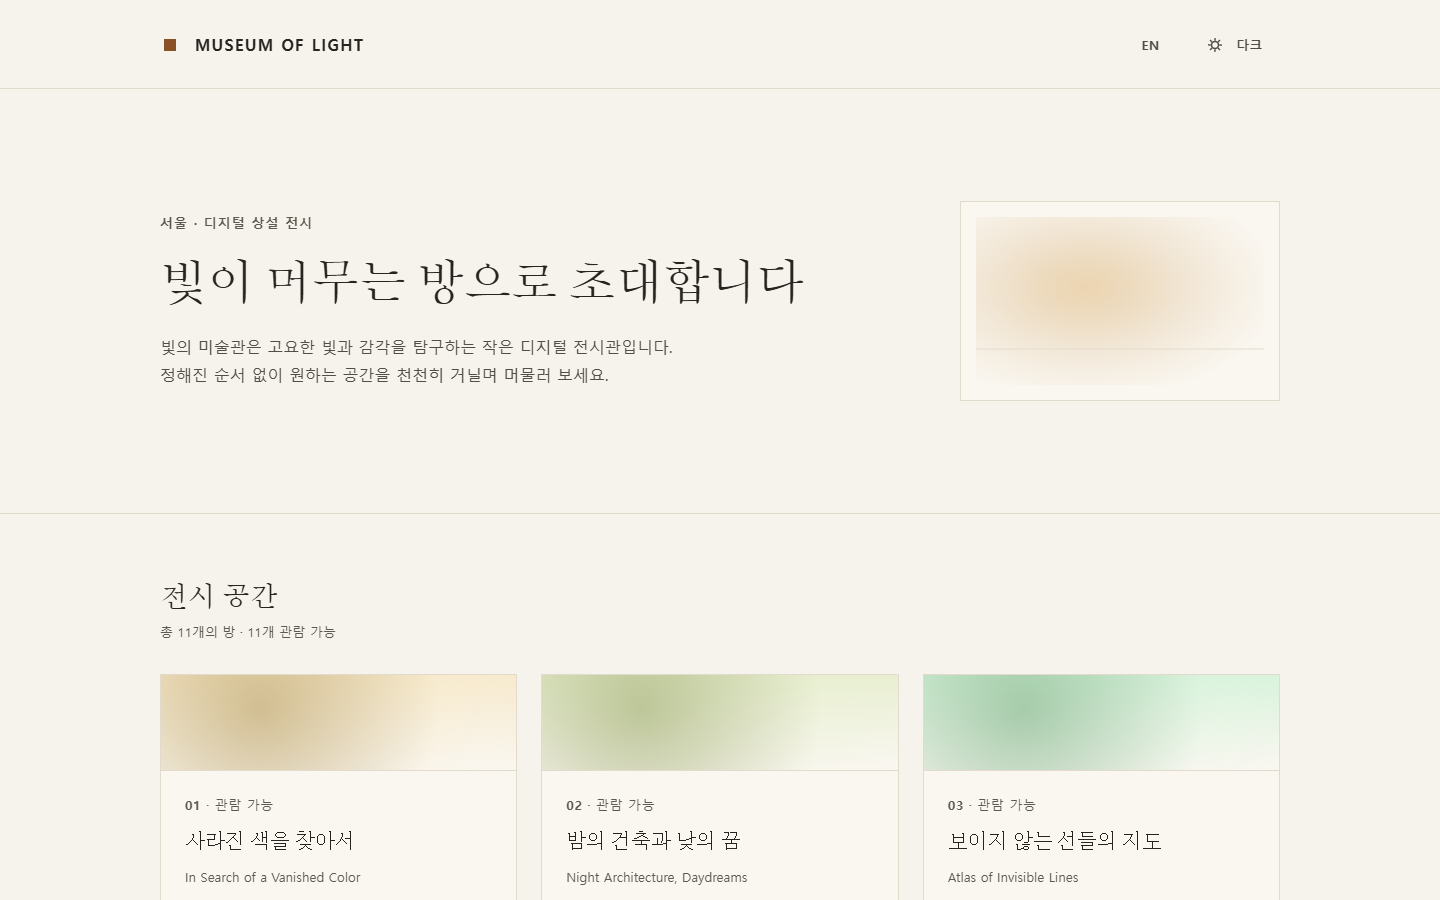 MUSEUM OF LIGHT
EN
다크
서울 · 디지털 상설 전시
빛이 머무는 방으로 초대합니다
빛의 미술관은 고요한 빛과 감각을 탐구하는 작은 디지털 전시관입니다.
정해진 순서 없이 원하는 공간을 천천히 거닐며 머물러 보세요.
전시 공간
총 11개의 방 · 11개 관람 가능
01 · 관람 가능
사라진 색을 찾아서
In Search of a Vanished Color
02 · 관람 가능
밤의 건축과 낮의 꿈
Night Architecture, Daydreams
03 · 관람 가능
보이지 않는 선들의 지도
Atlas of Invisible Lines